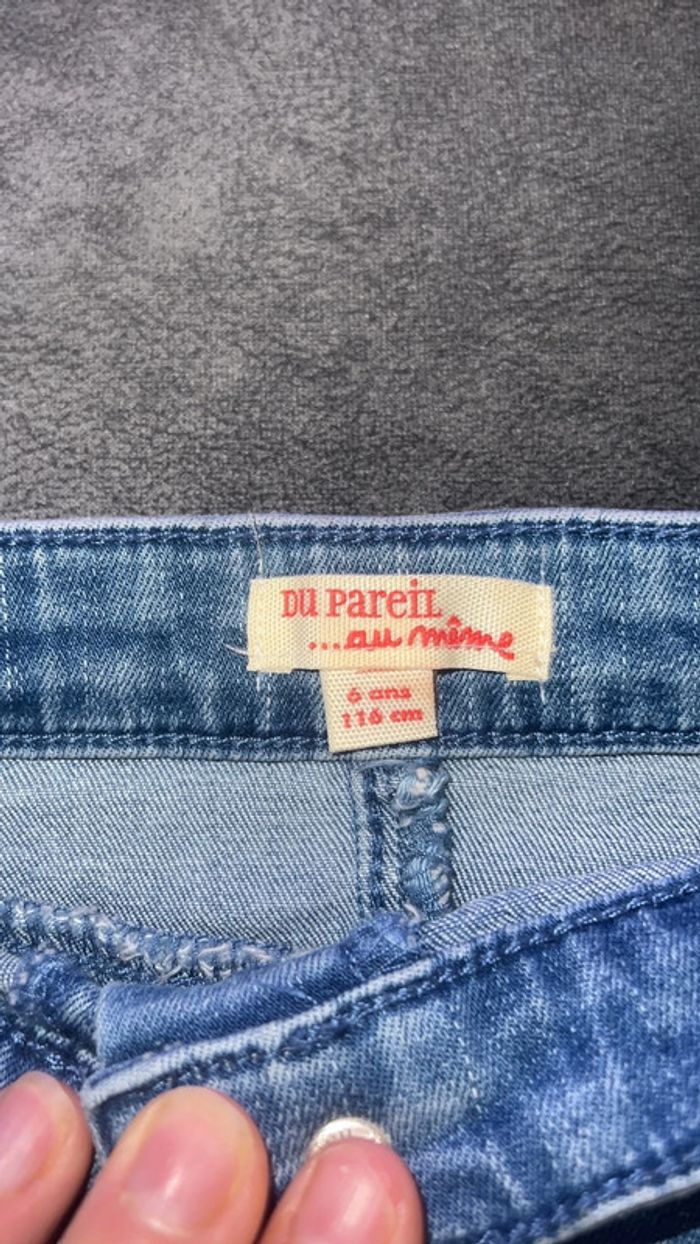 DU PAREIL
...au même
6 ans
116 cm